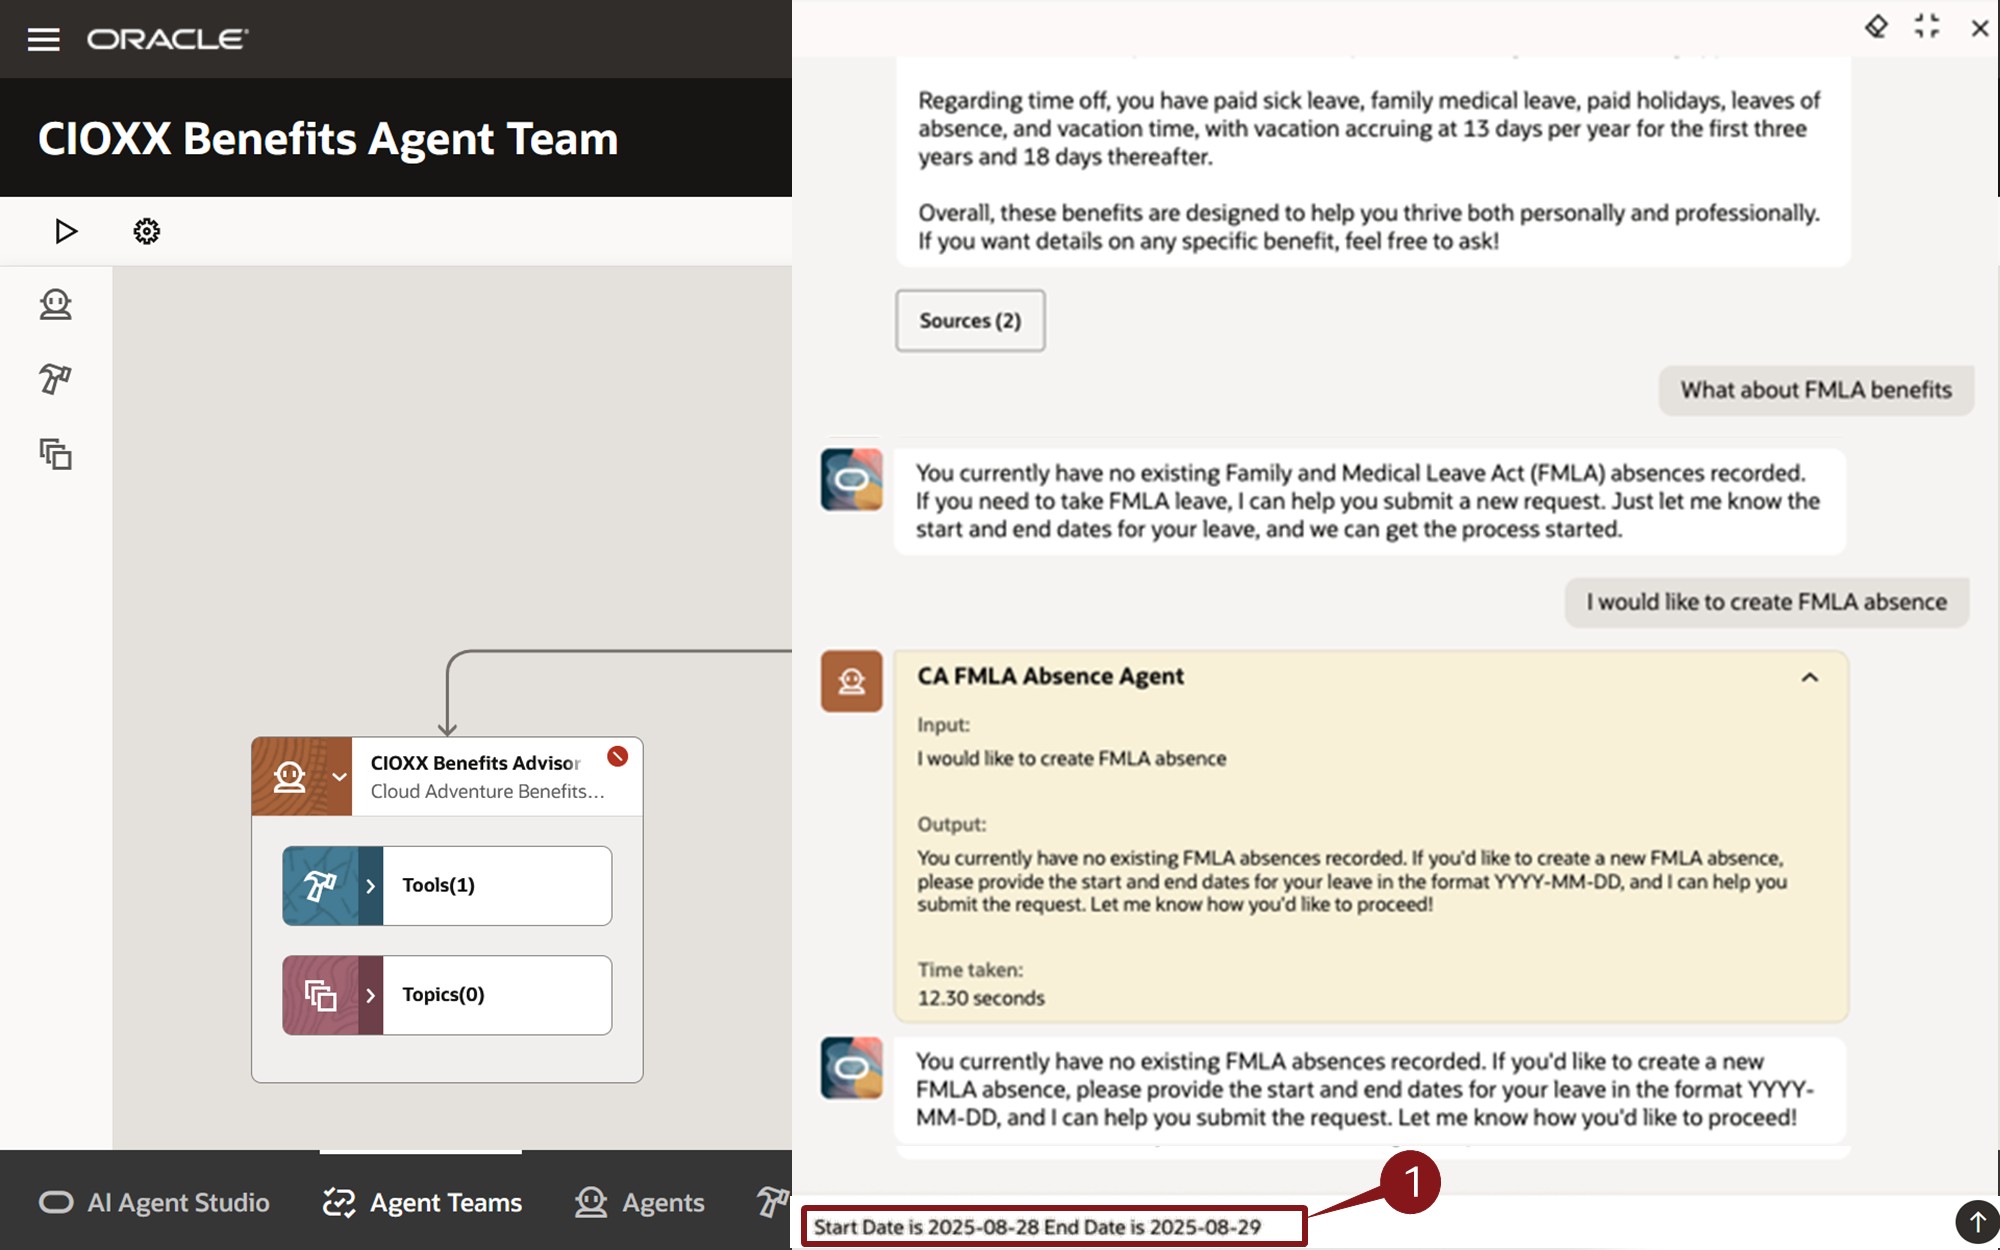 ORACLE
CIOXX Benefits Agent Team
CIOXX Benefits Advisor
Cloud Adventure Benefits...
Tools(1)
Topics(0)
AI Agent Studio
Agent Teams
Agents
Regarding time off, you have paid sick leave, family medical leave, paid holidays, leaves of
absence, and vacation time, with vacation accruing at 13 days per year for the first three
years and 18 days thereafter.
Overall, these benefits are designed to help you thrive both personally and professionally.
If you want details on any specific benefit, feel free to ask!
Sources (2)
What about FMLA benefits
You currently have no existing Family and Medical Leave Act (FMLA) absences recorded.
If you need to take FMLA leave, I can help you submit a new request. Just let me know the
start and end dates for your leave, and we can get the process started.
I would like to create FMLA absence
CA FMLA Absence Agent
Input:
I would like to create FMLA absence
Output:
You currently have no existing FMLA absences recorded. If you'd like to create a new FMLA absence,
please provide the start and end dates for your leave in the format YYYY-MM-DD, and I can help you
submit the request. Let me know how you'd like to proceed!
Time taken:
12.30 seconds
You currently have no existing FMLA absences recorded. If you'd like to create a new
FMLA absence, please provide the start and end dates for your leave in the format YYYY-
MM-DD, and I can help you submit the request. Let me know how you'd like to proceed!
1
Start Date is 2025-08-28 End Date is 2025-08-29